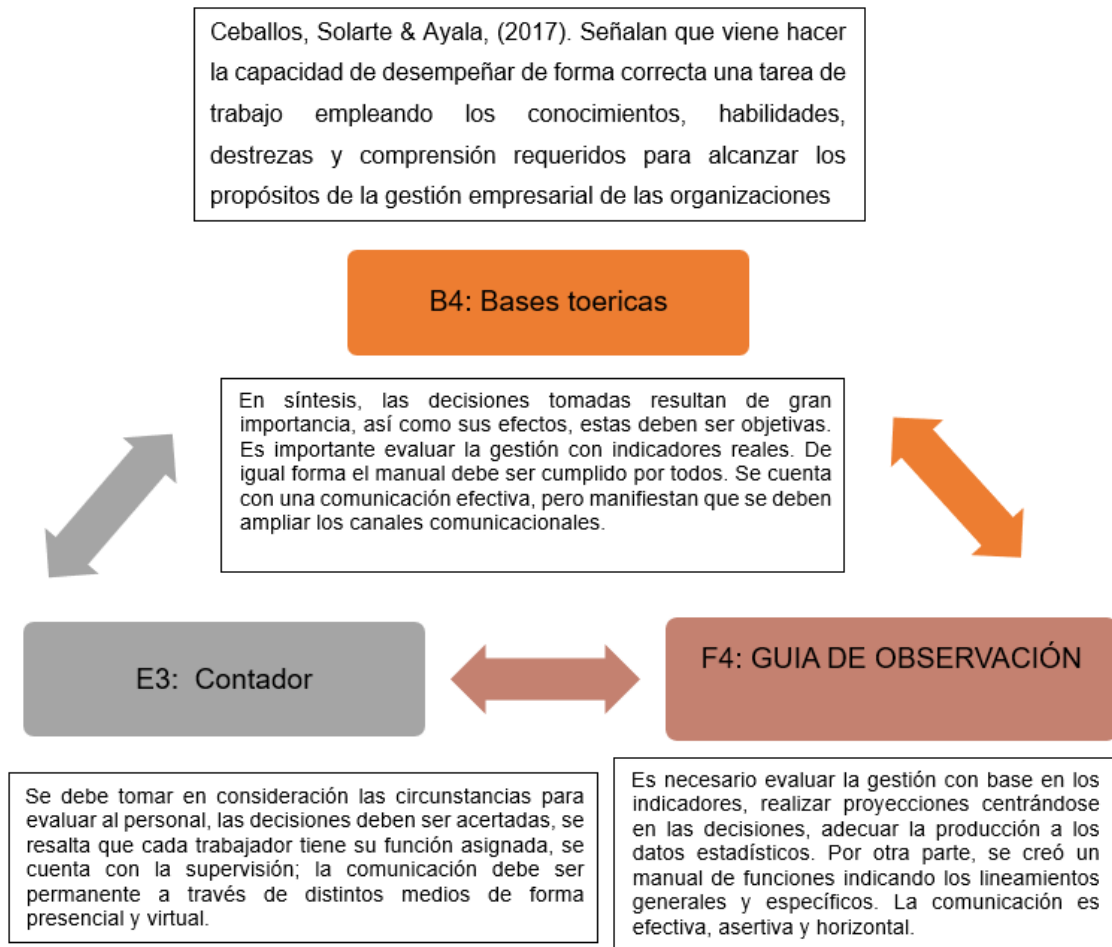 Ceballos, Solarte & Ayala, (2017). Señalan que viene hacer
la capacidad de desempeñar de forma correcta una tarea de
trabajo empleando los conocimientos, habilidades,
destrezas y comprensión requeridos para alcanzar los
propósitos de la gestión empresarial de las organizaciones
B4: Bases toericas
En síntesis, las decisiones tomadas resultan de gran
importancia, así como sus efectos, estas deben ser objetivas.
Es importante evaluar la gestión con indicadores reales. De
igual forma el manual debe ser cumplido por todos. Se cuenta
con una comunicación efectiva, pero manifiestan que se deben
ampliar los canales comunicacionales.
E3: Contador
F4: GUIA DE OBSERVACIÓN
Se debe tomar en consideración las circunstancias para
evaluar al personal, las decisiones deben ser acertadas, se
resalta que cada trabajador tiene su función asignada, se
cuenta con la supervisión; la comunicación debe ser
permanente a través de distintos medios de forma
presencial y virtual.
Es necesario evaluar la gestión con base en los
indicadores, realizar proyecciones centrándose
en las decisiones, adecuar la producción a los
datos estadísticos. Por otra parte, se creó un
manual de funciones indicando los lineamientos
generales y específicos. La comunicación es
efectiva, asertiva y horizontal.